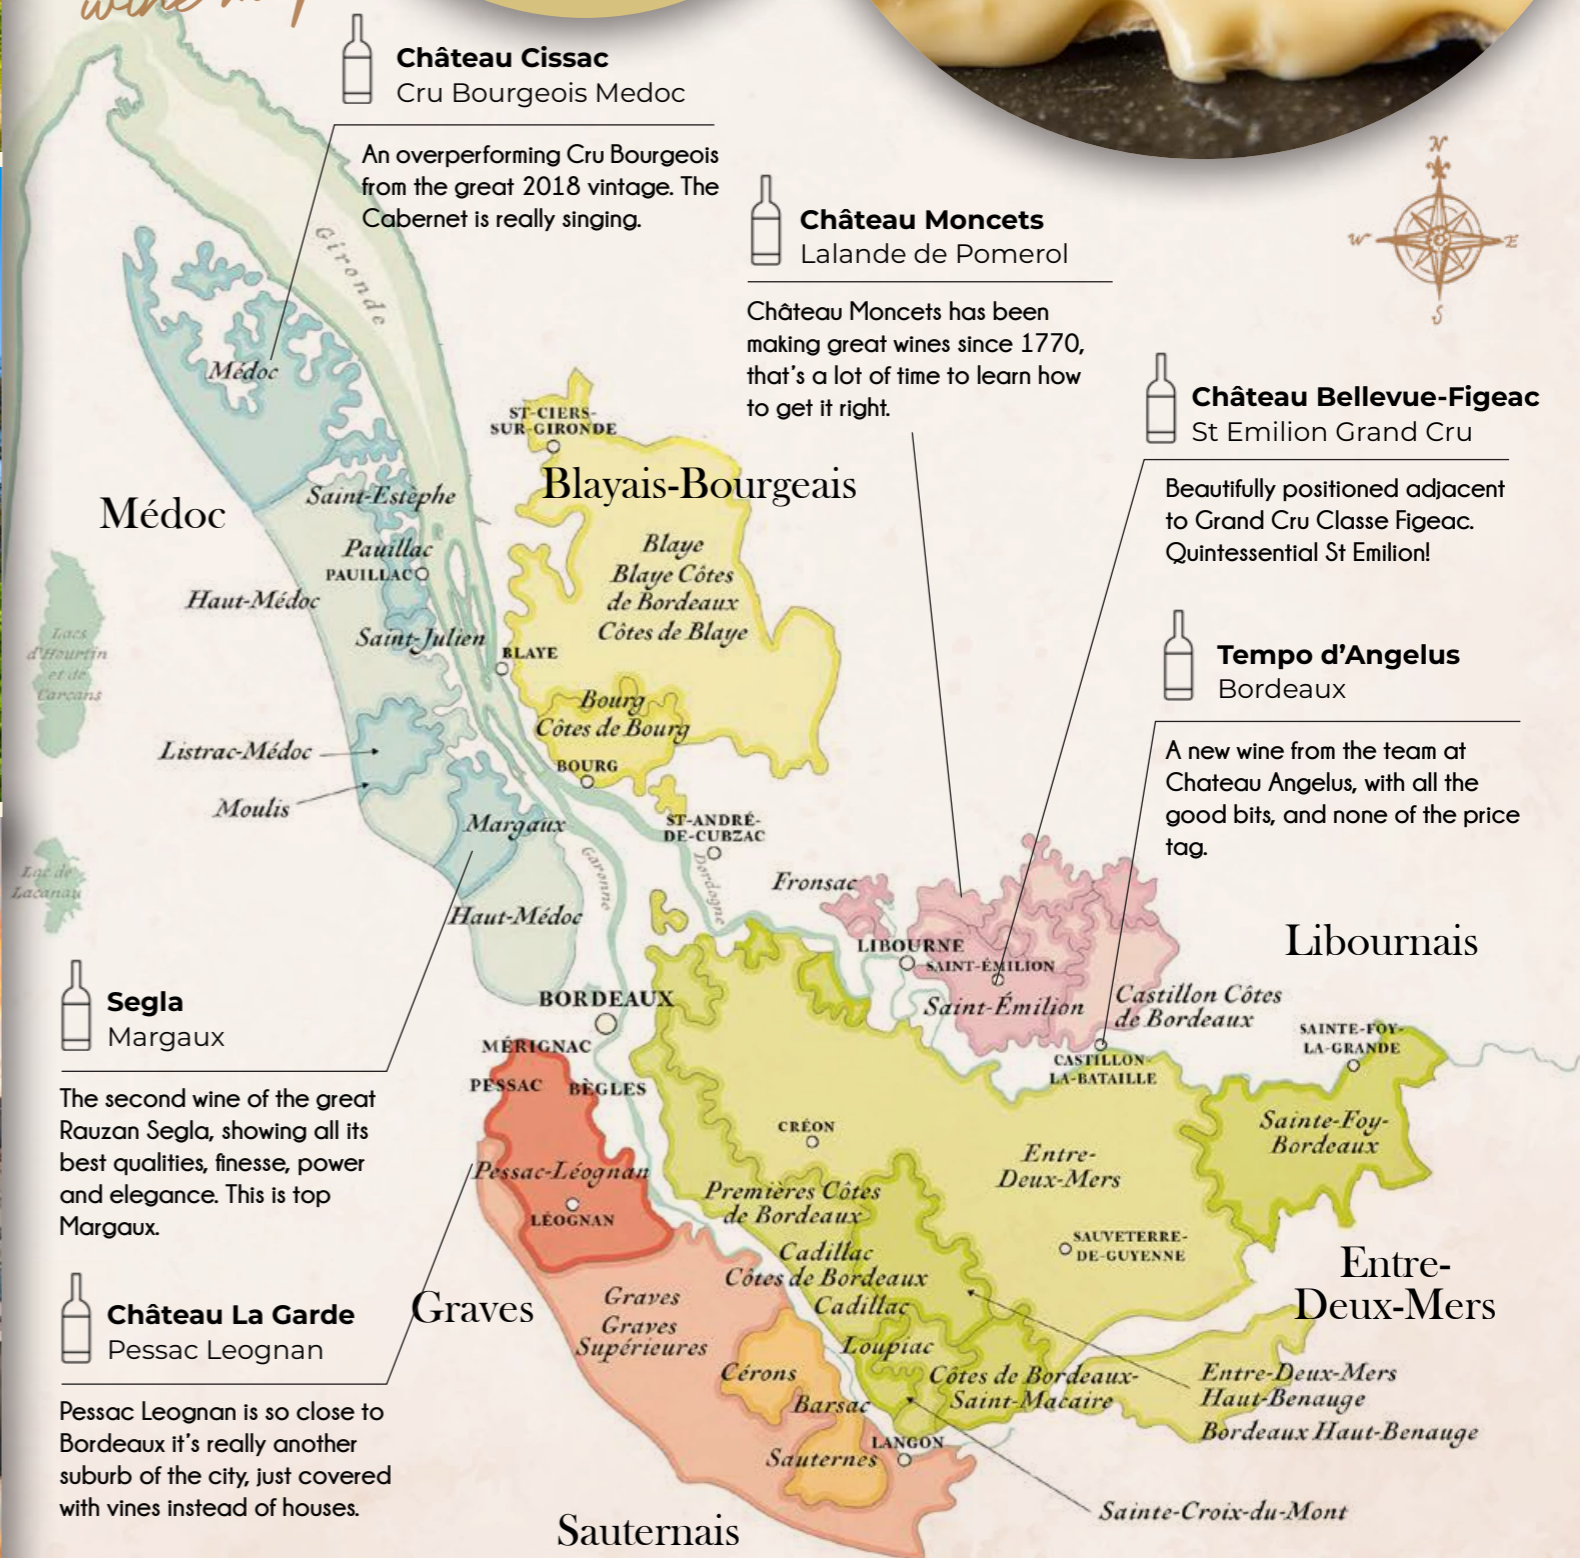 wine map
Château Cissac
Cru Bourgeois Medoc
An overperforming Cru Bourgeois
from the great 2018 vintage. The
Cabernet is really singing.
Château Moncets
Lalande de Pomerol
Château Moncets has been
making great wines since 1770,
that's a lot of time to learn how
to get it right.
N
W
E
S
Château Bellevue-Figeac
St Emilion Grand Cru
Beautifully positioned adjacent
to Grand Cru Classe Figeac.
Quintessential St Emilion!
Tempo d'Angelus
Bordeaux
A new wine from the team at
Chateau Angelus, with all the
good bits, and none of the price
tag.
Gironde
Médoc
Médoc
Saint-Estèphe
Pauillac
PAUILLAC
Haut-Médoc
Saint-Julien
Lacs
d'Hourtin
et de
Carcans
Listrac-Médoc
Moulis
Margaux
Lac de
Lacanau
Haut-Médoc
ST-CIERS-
SUR-GIRONDE
Blayais-Bourgeais
Blaye
Blaye Côtes
de Bordeaux
Côtes de Blaye
BLAYE
Bourg
Côtes de Bourg
BOURG
ST-ANDRÉ-
DE-CUBZAC
Garonne
Dordogne
Fronsac
LIBOURNE
SAINT-ÉMILION
Saint-Émilion
Libournais
Castillon Côtes
de Bordeaux
CASTILLON-
LA-BATAILLE
SAINTE-FOY-
LA-GRANDE
Sainte-Foy-
Bordeaux
BORDEAUX
MÉRIGNAC
PESSAC
BÈGLES
Segla
Margaux
The second wine of the great
Rauzan Segla, showing all its
best qualities, finesse, power
and elegance. This is top
Margaux.
Château La Garde
Pessac Leognan
Pessac Leognan is so close to
Bordeaux it's really another
suburb of the city, just covered
with vines instead of houses.
Pessac-Léognan
LÉOGNAN
Graves
Graves
Graves
Supérieures
CRÉON
Entre-
Deux-Mers
Premières Côtes
de Bordeaux
SAUVETERRE-
DE-GUYENNE
Cadillac
Côtes de Bordeaux
Cadillac
Loupiac
Côtes de Bordeaux-
Saint-Macaire
Cérons
Barsac
LANGON
Sauternes
Sauternais
Entre-
Deux-Mers
Entre-Deux-Mers
Haut-Benauge
Bordeaux Haut-Benauge
Sainte-Croix-du-Mont